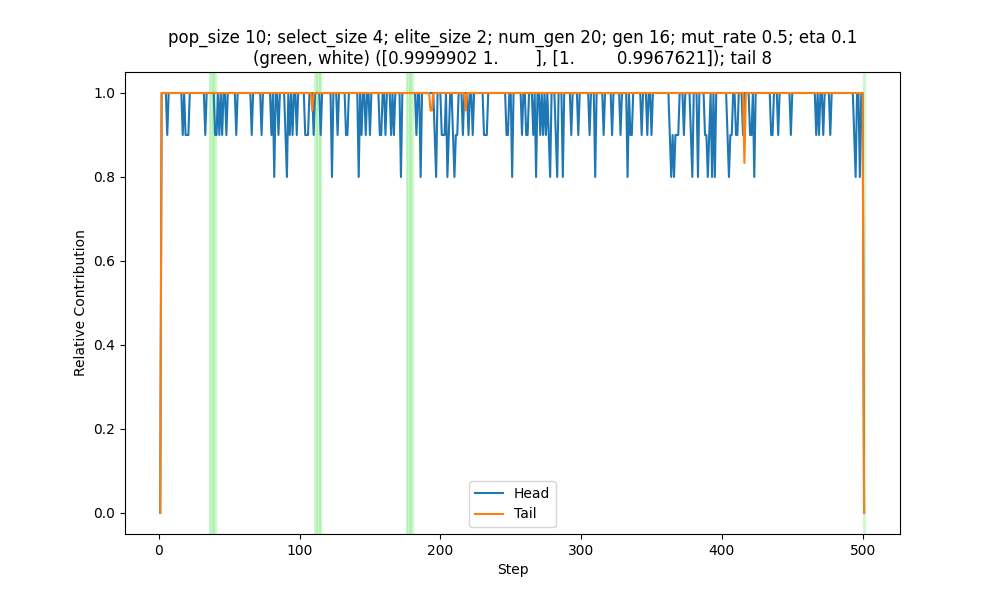 pop_size 10; select_size 4; elite_size 2; num_gen 20; gen 16; mut_rate 0.5; eta 0.1
(green, white) ([0.9999902 1.        ], [1.        0.9967621]); tail 8
1.0
0.8
0.6
0.4
0.2
0.0
Relative Contribution
Head
Tail
0
100
200
300
400
500
Step